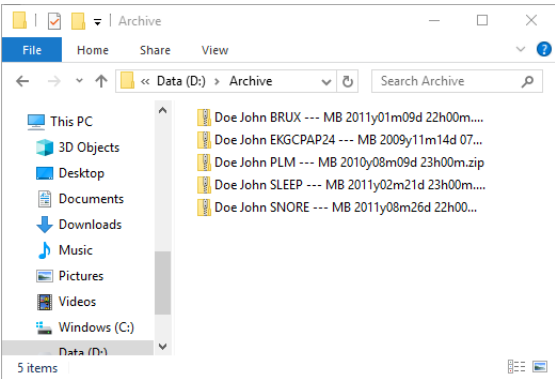 Archive
File Home Share View
« Data (D:) › Archive
Search Archive
This PC
3D Objects
Desktop
Documents
Downloads
Music
Pictures
Videos
Windows (C:)
Data (D:)
Doe John BRUX --- MB 2011y01m09d 22h00m....
Doe John EKGCPAP24 --- MB 2009y11m14d 07...
Doe John PLM --- MB 2010y08m09d 23h00m.zip
Doe John SLEEP --- MB 2011y02m21d 23h00m....
Doe John SNORE --- MB 2011y08m26d 22h00...
5 items